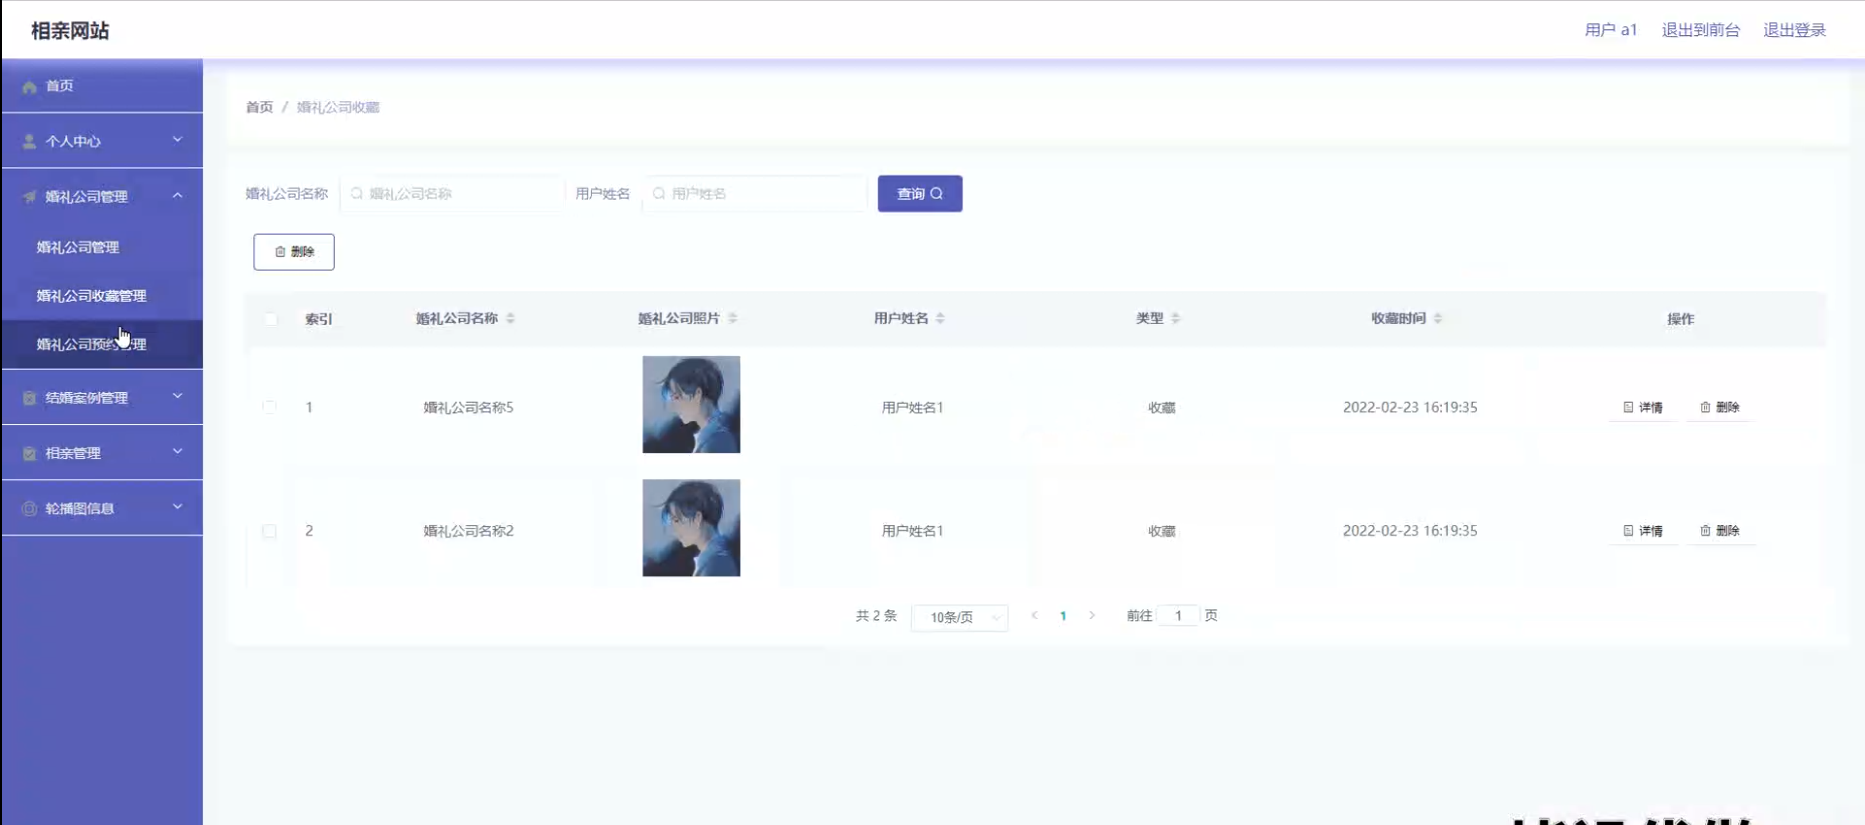 相亲网站
用户 a1 退出到前台 退出登录
首页
个人中心
婚礼公司管理
婚礼公司管理
婚礼公司收藏管理
婚礼公司预约管理
结婚案例管理
相亲管理
轮播图信息
首页 / 婚礼公司收藏
婚礼公司名称 婚礼公司名称 用户姓名 用户姓名 查询
删除
索引 婚礼公司名称 婚礼公司照片 用户姓名 类型 收藏时间 操作
1 婚礼公司名称5 用户姓名1 收藏 2022-02-23 16:19:35 详情 删除
2 婚礼公司名称2 用户姓名1 收藏 2022-02-23 16:19:35 详情 删除
共 2 条 10条/页 1 前往 1 页